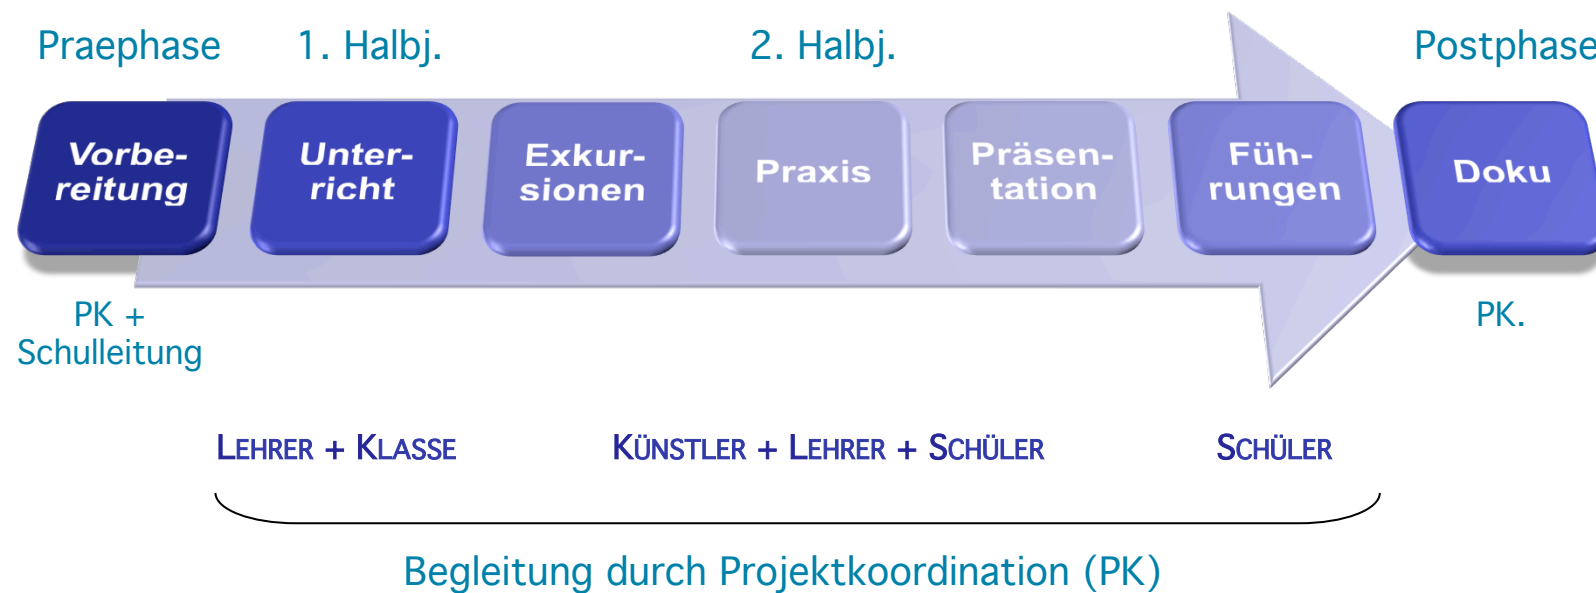 Praephase 1. Halbj. 2. Halbj. Postphase
Vorbe-
reitung
Unter-
richt
Exkur-
sionen
Praxis
Präsen-
tation
Füh-
rungen
Doku
PK +
Schulleitung
PK.
LEHRER + KLASSE KÜNSTLER + LEHRER + SCHÜLER SCHÜLER
Begleitung durch Projektkoordination (PK)